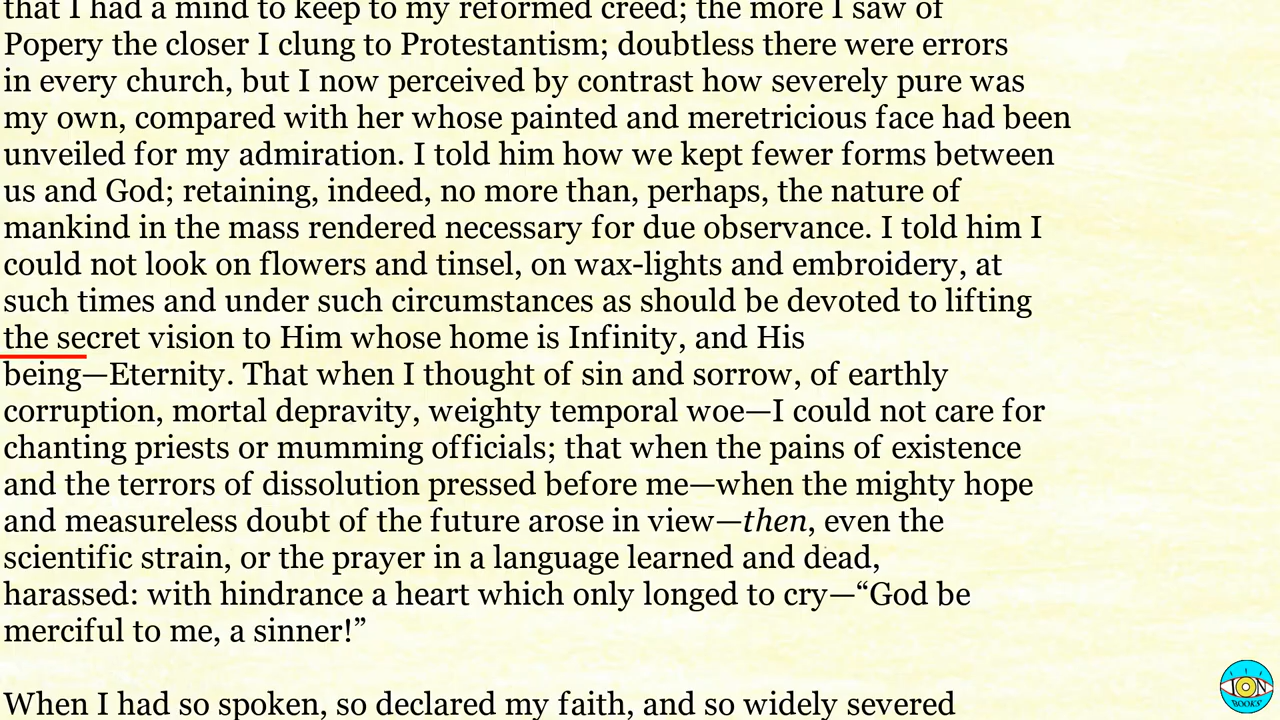 that I had a mind to keep to my reformed creed; the more I saw of
Popery the closer I clung to Protestantism; doubtless there were errors
in every church, but I now perceived by contrast how severely pure was
my own, compared with her whose painted and meretricious face had been
unveiled for my admiration. I told him how we kept fewer forms between
us and God; retaining, indeed, no more than, perhaps, the nature of
mankind in the mass rendered necessary for due observance. I told him I
could not look on flowers and tinsel, on wax-lights and embroidery, at
such times and under such circumstances as should be devoted to lifting
the secret vision to Him whose home is Infinity, and His
being—Eternity. That when I thought of sin and sorrow, of earthly
corruption, mortal depravity, weighty temporal woe—I could not care for
chanting priests or mumming officials; that when the pains of existence
and the terrors of dissolution pressed before me—when the mighty hope
and measureless doubt of the future arose in view—then, even the
scientific strain, or the prayer in a language learned and dead,
harassed: with hindrance a heart which only longed to cry—“God be
merciful to me, a sinner!”
When I had so spoken, so declared my faith, and so widely severed
ION
BOOKS